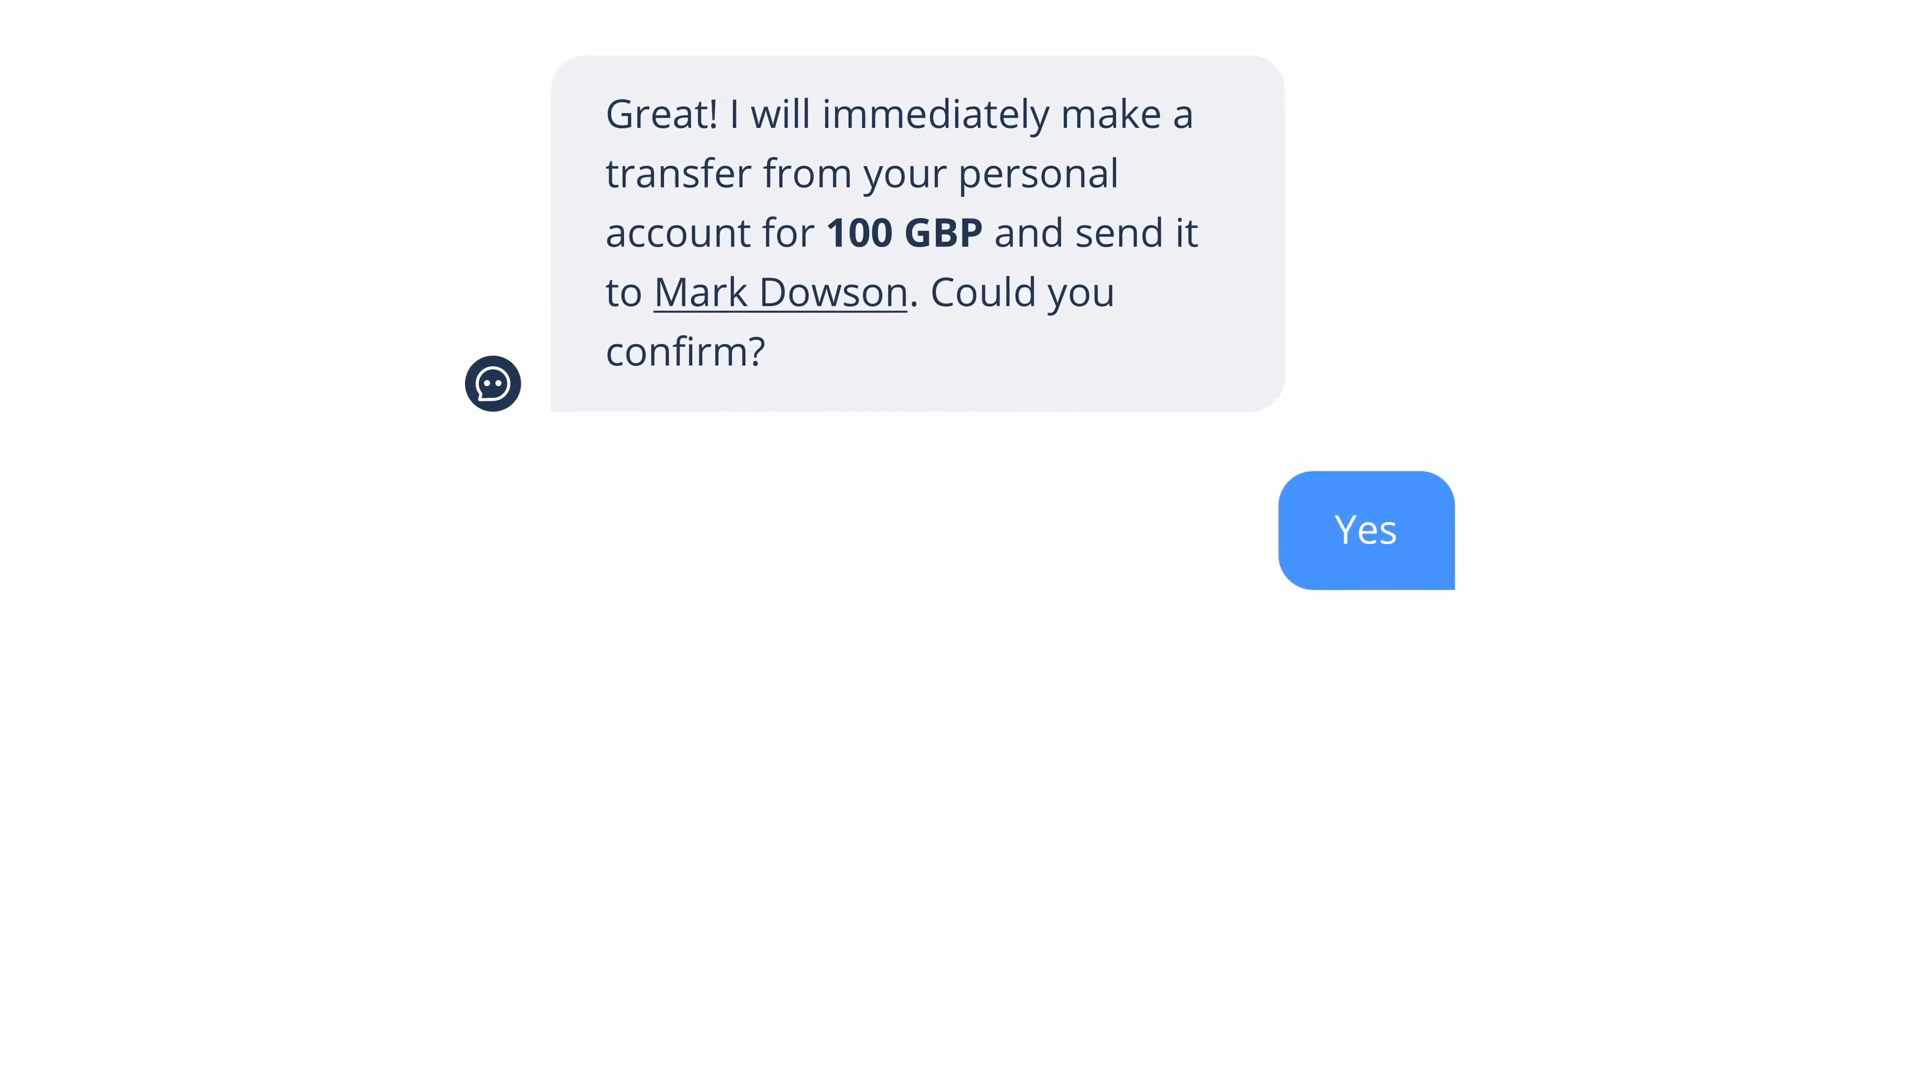 Great! I will immediately make a
transfer from your personal
account for 100 GBP and send it
to Mark Dowson. Could you
confirm?
Yes